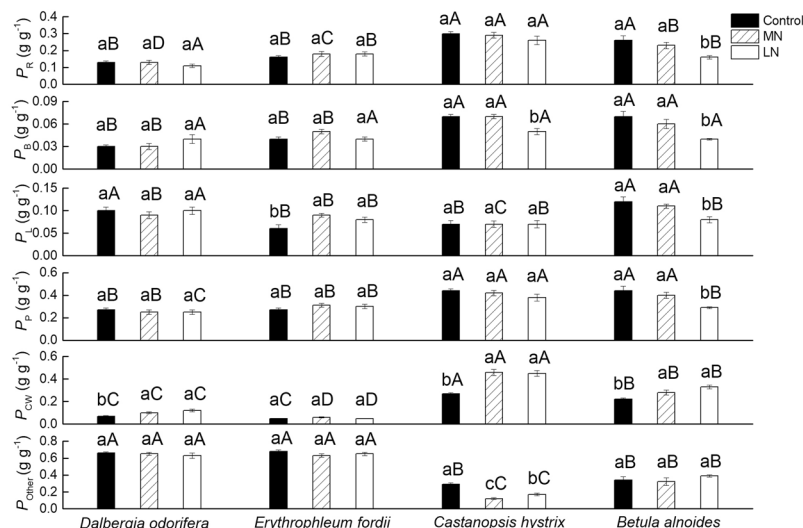 Control
MN
LN
P_R (g g⁻¹)
0.4
0.3
0.2
0.1
0.0
aB aD aA aB aC aB aA aA aA aA aB bB
P_B (g g⁻¹)
0.09
0.06
0.03
0.00
aB aB aA aB aB aA aA aA bA aA aA bA
P_L (g g⁻¹)
0.15
0.10
0.05
0.00
aA aB aA bB aB aB aB aC aB aA aA bB
P_P (g g⁻¹)
0.6
0.4
0.2
0.0
aB aB aC aB aB aB aA aA aA aA aA bB
P_CW (g g⁻¹)
0.6
0.4
0.2
0.0
bC aC aC aC aD aD bA aA aA bB aB aB
P_Other (g g⁻¹)
0.8
0.6
0.4
0.2
0.0
aA aA aA aA aA aA aB cC bC aB aB aB
Dalbergia odorifera Erythrophleum fordii Castanopsis hystrix Betula alnoides